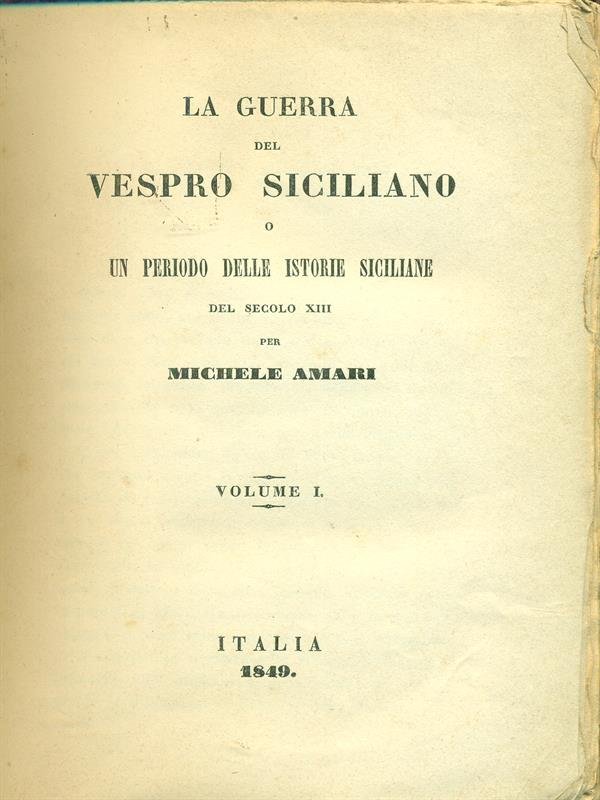 LA GUERRA
DEL
VESPRO SICILIANO
O
UN PERIODO DELLE ISTORIE SICILIANE
DEL SECOLO XIII
PER
MICHELE AMARI
VOLUME I.
ITALIA
1849.